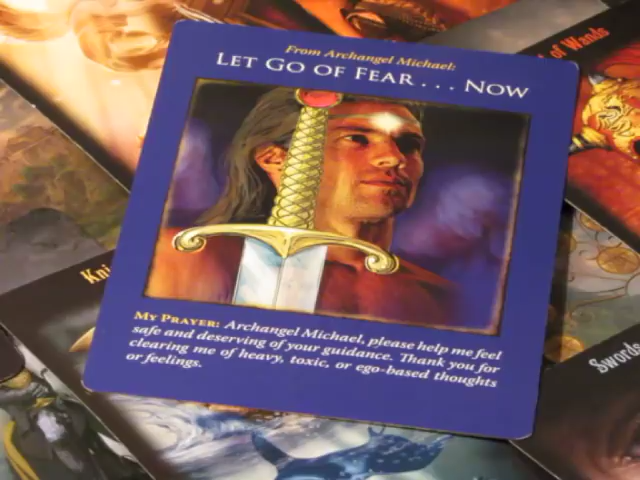 of Wands
From Archangel Michael:
LET GO OF FEAR . . . NOW
Kni
MY PRAYER: Archangel Michael, please help me feel
safe and deserving of your guidance. Thank you for
clearing me of heavy, toxic, or ego-based thoughts
or feelings.
Swords